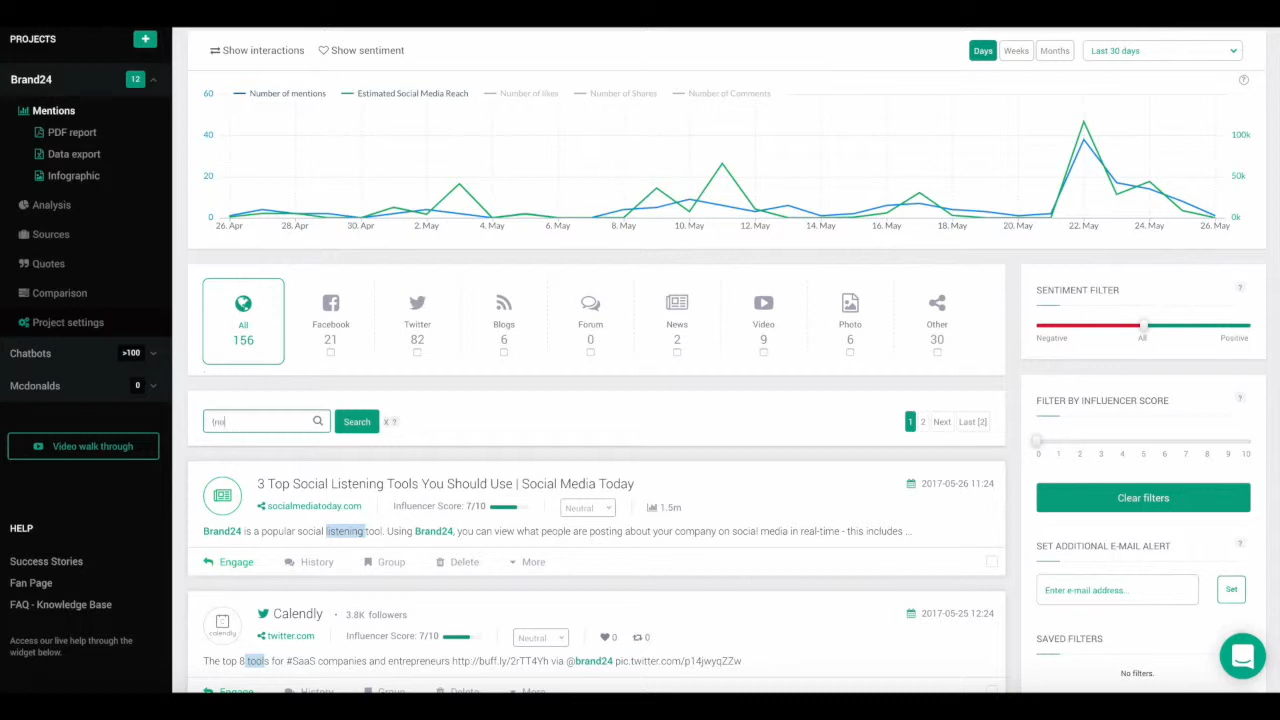 PROJECTS
+
Brand24 12
Mentions
PDF report
Data export
Infographic
Analysis
Sources
Quotes
Comparison
Project settings
Chatbots >100
Mcdonalds 0
Video walk through
HELP
Success Stories
Fan Page
FAQ - Knowledge Base
Access our live help through the
widget below.
Show interactions Show sentiment
Days Weeks Months Last 30 days
Number of mentions Estimated Social Media Reach Number of likes Number of Shares Number of Comments ?
60
40 100k
20 50k
0 0k
26. Apr 28. Apr 30. Apr 2. May 4. May 6. May 8. May 10. May 12. May 14. May 16. May 18. May 20. May 22. May 24. May 26. May
All Facebook Twitter Blogs Forum News Video Photo Other
156 21 82 6 0 2 9 6 30
SENTIMENT FILTER ?
Negative All Positive
(no Search X ? 1 2 Next Last [2]
FILTER BY INFLUENCER SCORE ?
0 1 2 3 4 5 6 7 8 9 10
Clear filters
3 Top Social Listening Tools You Should Use | Social Media Today 2017-05-26 11:24
socialmediatoday.com Influencer Score: 7/10 Neutral 1.5m
Brand24 is a popular social listening tool. Using Brand24, you can view what people are posting about your company on social media in real-time - this includes ...
Engage History Group Delete More
SET ADDITIONAL E-MAIL ALERT ?
Enter e-mail address... Set
Calendly • 3.8K followers 2017-05-25 12:24
calendly
twitter.com Influencer Score: 7/10 Neutral 0 0
The top 8 tools for #SaaS companies and entrepreneurs http://buff.ly/2rTT4Yh via @brand24 pic.twitter.com/p14jwyqZZw
Engage History Group Delete More
SAVED FILTERS ?
No filters.